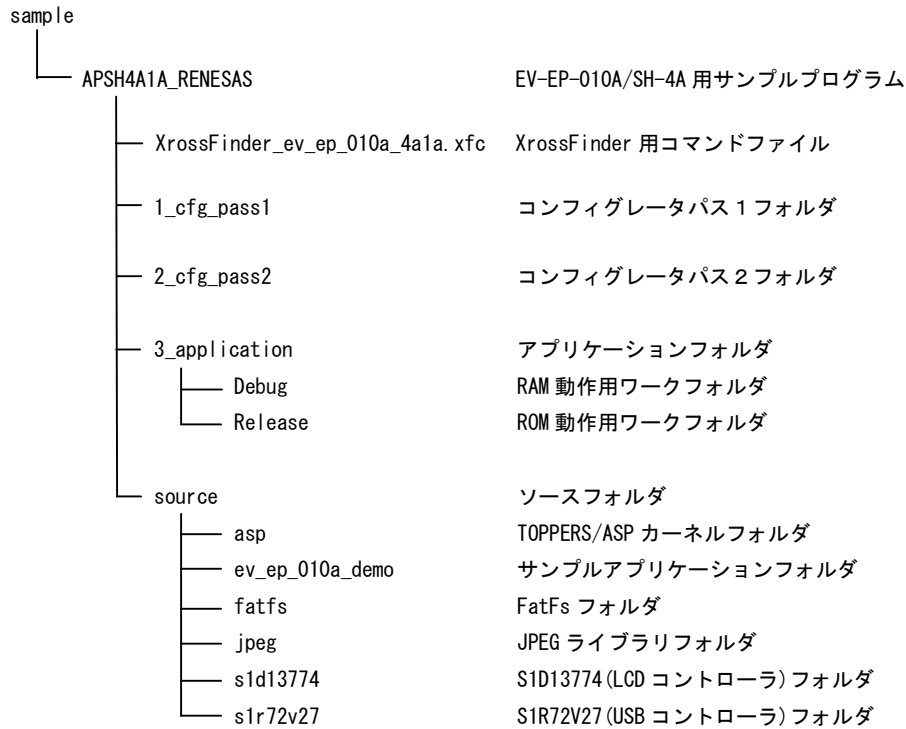 sample
APSH4A1A_RENESAS EV-EP-010A/SH-4A 用サンプルプログラム
XrossFinder_ev_ep_010a_4a1a.xfc XrossFinder 用コマンドファイル
1_cfg_pass1 コンフィグレータパス１フォルダ
2_cfg_pass2 コンフィグレータパス２フォルダ
3_application アプリケーションフォルダ
Debug RAM 動作用ワークフォルダ
Release ROM 動作用ワークフォルダ
source ソースフォルダ
asp TOPPERS/ASP カーネルフォルダ
ev_ep_010a_demo サンプルアプリケーションフォルダ
fatfs FatFs フォルダ
jpeg JPEG ライブラリフォルダ
s1d13774 S1D13774(LCD コントローラ)フォルダ
s1r72v27 S1R72V27(USB コントローラ)フォルダ